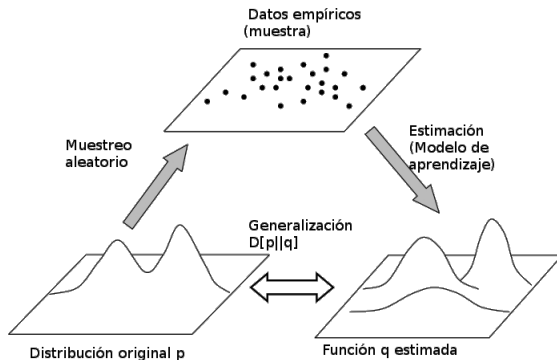 Datos empíricos
(muestra)
Muestreo
aleatorio
Estimación
(Modelo de
aprendizaje)
Generalización
D[p||q]
Distribución original p
Función q estimada